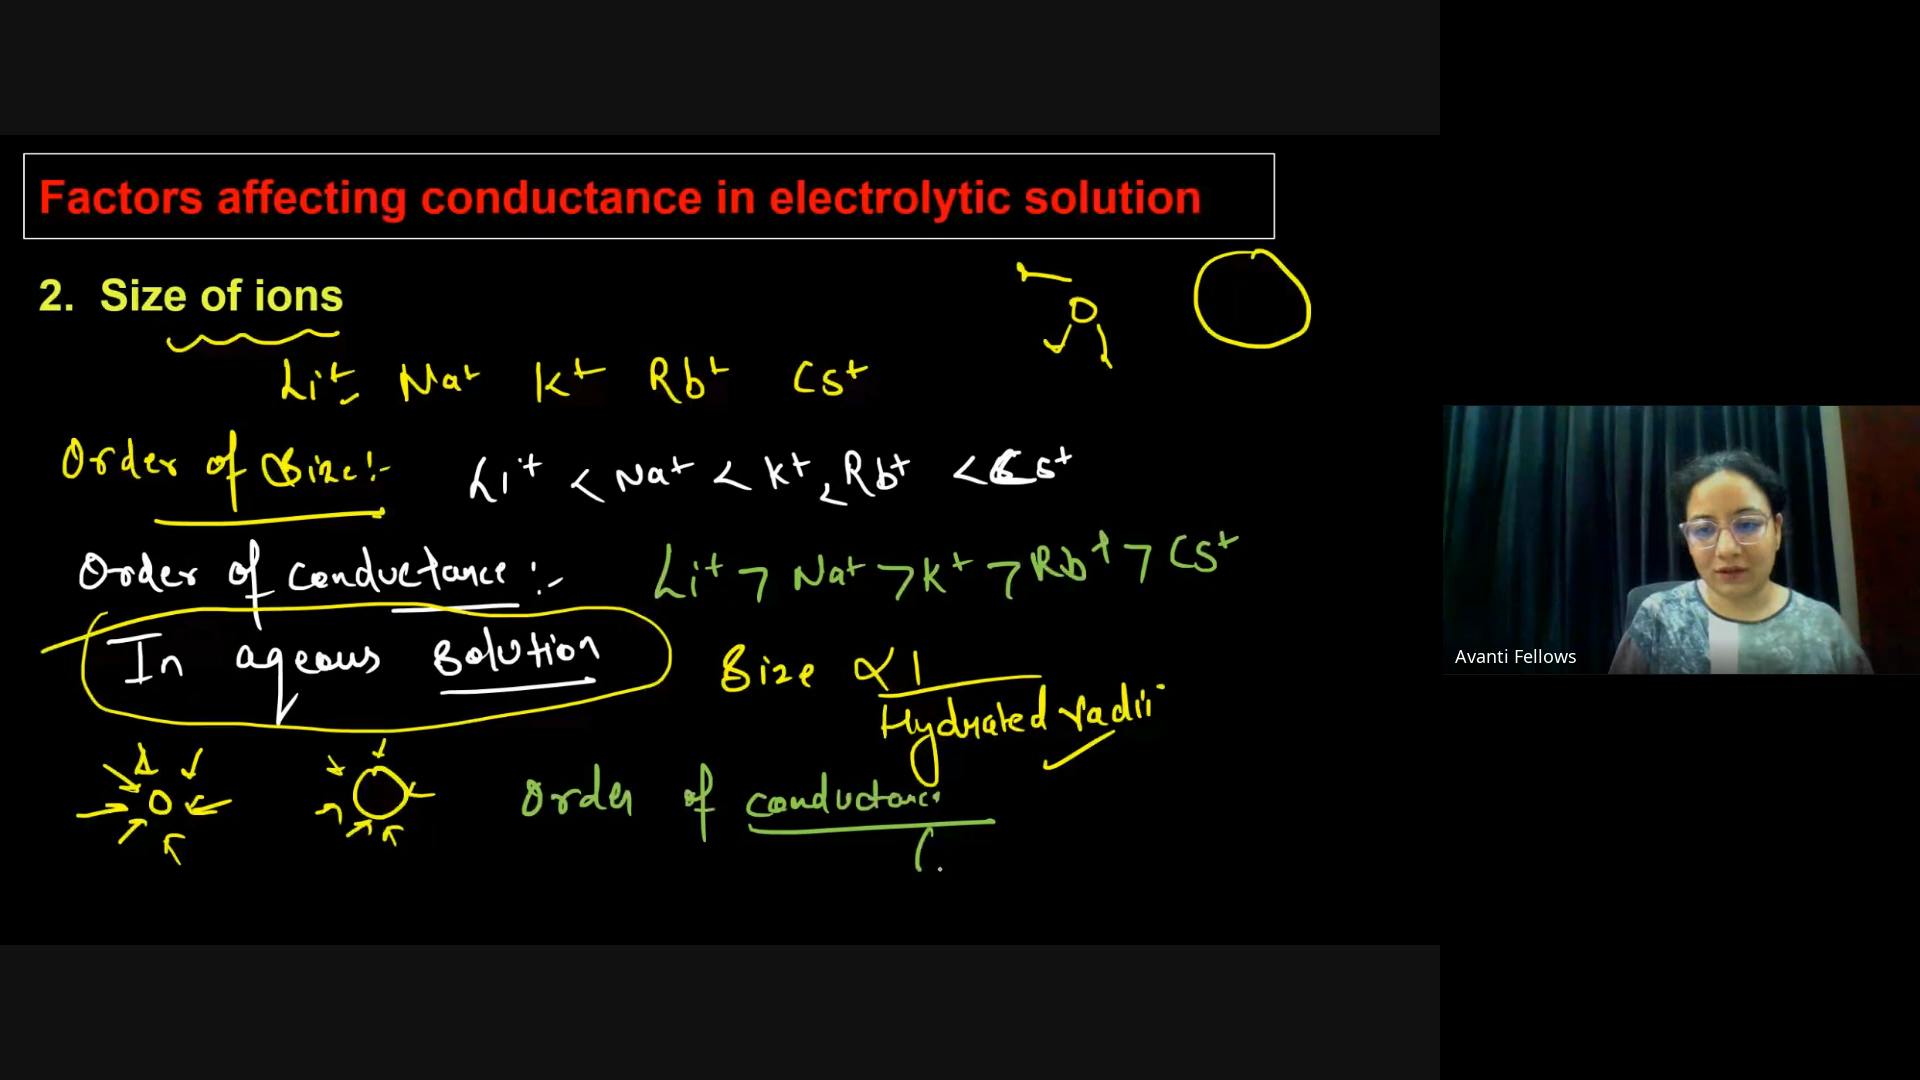 Factors affecting conductance in electrolytic solution
2. Size of ions
Li+ Na+ K+ Rb+ Cs+
Order of Size:- Li+ < Na+ < K+ < Rb+ < Cs+
Order of conductance :- Li+ > Na+ > K+ > Rb+ > Cs+
In aqeous solution
Size ∝ 1
Hydrated radii
Order of conductance
(.
Avanti Fellows